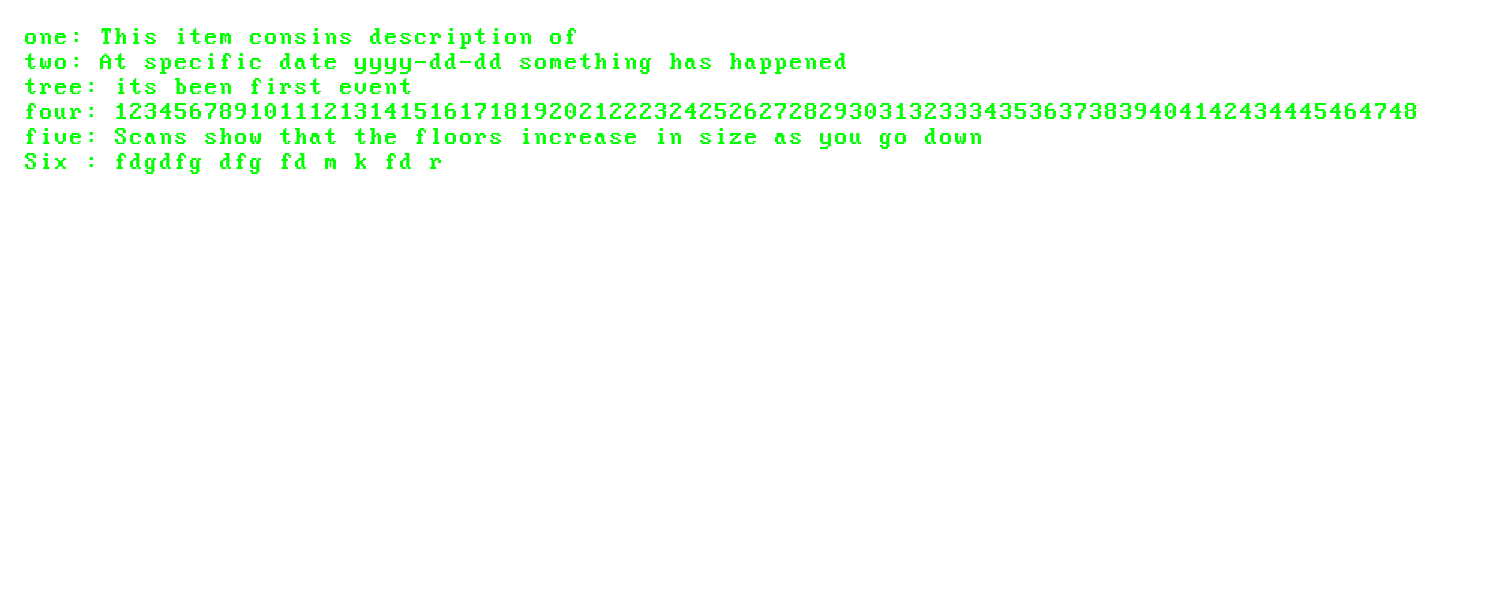 one: This item consins description of
two: At specific date yyyy-dd-dd something has happened
tree: its been first event
four: 123456789101112131415161718192021222324252627282930313233343536373839404142434445464748
five: Scans show that the floors increase in size as you go down
Six : fdgdfg dfg fd m k fd r